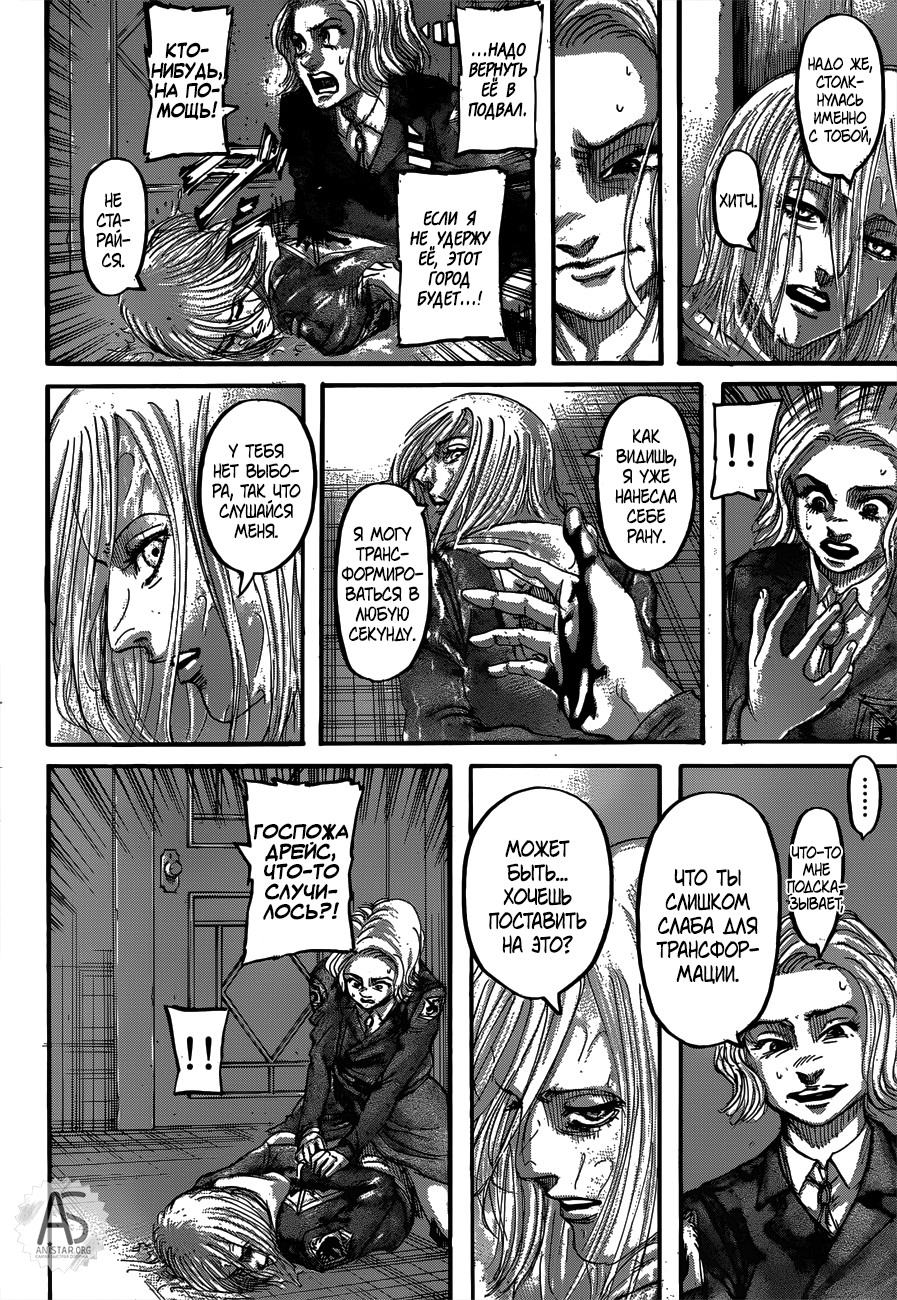 НАДО ЖЕ,
СТОЛК-
НУЛАСЬ
ИМЕННО
С ТОБОЙ,
ХИТЧ.
...НАДО
ВЕРНУТЬ
ЕЁ В
ПОДВАЛ.
ЕСЛИ Я
НЕ УДЕРЖУ
ЕЁ, ЭТОТ
ГОРОД
БУДЕТ...!
КТО-
НИБУДЬ,
НА ПО-
МОЩЬ!
НЕ
СТА-
РАЙ-
СЯ.
!!
КАК
ВИДИШЬ,
Я УЖЕ
НАНЕСЛА
СЕБЕ
РАНУ.
Я МОГУ
ТРАНС-
ФОРМИРО-
ВАТЬСЯ В
ЛЮБУЮ
СЕКУНДУ.
У ТЕБЯ
НЕТ ВЫБО-
РА, ТАК ЧТО
СЛУШАЙСЯ
МЕНЯ.
......
ЧТО-ТО
МНЕ
ПОДСКА-
ЗЫВАЕТ,
ЧТО ТЫ
СЛИШКОМ
СЛАБА ДЛЯ
ТРАНСФОР-
МАЦИИ.
МОЖЕТ
БЫТЬ...
ХОЧЕШЬ
ПОСТАВИТЬ
НА ЭТО?
ГОСПОЖА
ДРЕЙС,
ЧТО-ТО
СЛУЧИ-
ЛОСЬ?!
!!
AS
ANISTAR.ORG